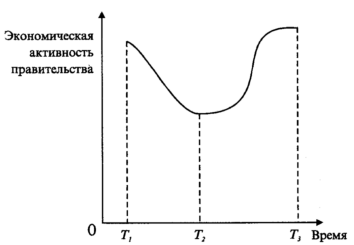 Экономическая
активность
правительства
0
T₁ T₂ T₃ Время